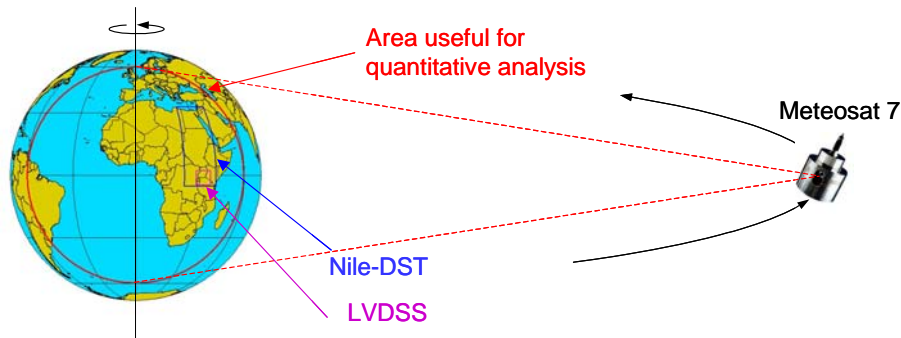 Area useful for
quantitative analysis
Meteosat 7
Nile-DST
LVDSS